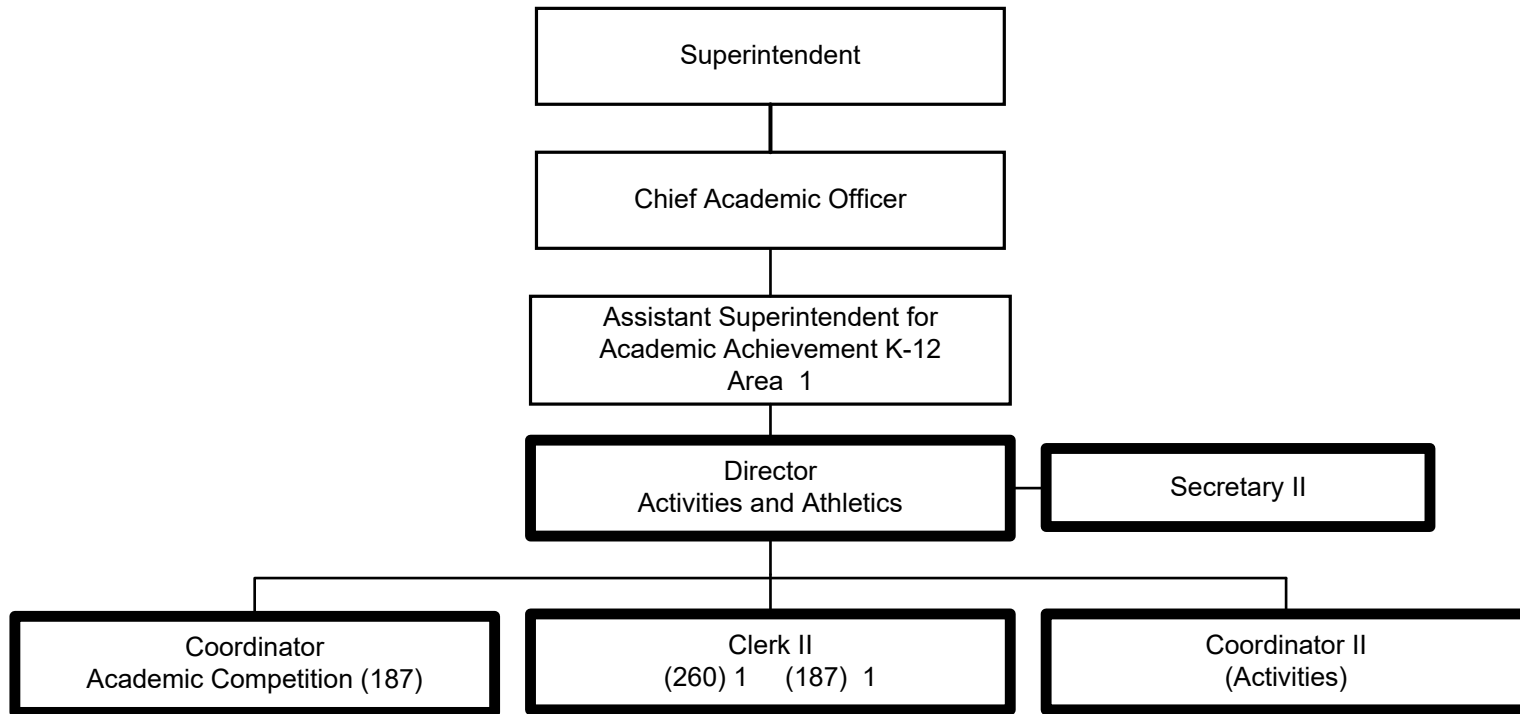 Superintendent
Chief Academic Officer
Assistant Superintendent for
Academic Achievement K-12
Area 1
Director
Activities and Athletics
Secretary II
Coordinator
Academic Competition (187)
Clerk II
(260) 1 (187) 1
Coordinator II
(Activities)